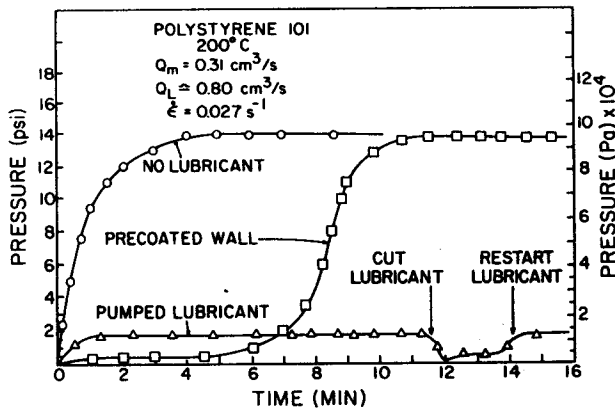 POLYSTYRENE 101
200°C
Qm = 0.31 cm³/s
QL ≃ 0.80 cm³/s
ε̇ = 0.027 s⁻¹
PRESSURE (psi)
18
16
14
12
10
8
6
4
2
NO LUBRICANT
PRECOATED WALL
PUMPED LUBRICANT
CUT LUBRICANT
RESTART LUBRICANT
PRESSURE (Pa) × 10⁴
12
10
8
6
4
2
0 2 4 6 8 10 12 14 16
TIME (MIN)